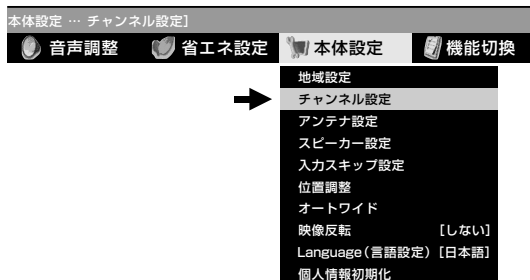 本体設定 … チャンネル設定]
音声調整 省エネ設定 本体設定 機能切換
地域設定
チャンネル設定
アンテナ設定
スピーカー設定
入力スキップ設定
位置調整
オートワイド
映像反転 [しない]
Language(言語設定) [日本語]
個人情報初期化